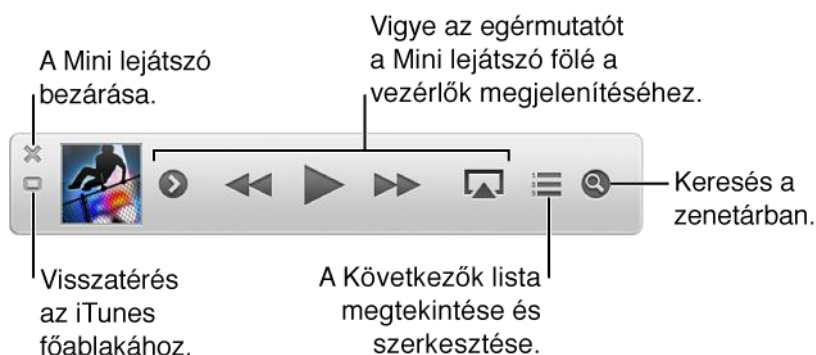 A Mini lejátszó
bezárása.
Vigye az egérmutatót
a Mini lejátszó fölé a
vezérlők megjelenítéséhez.
Keresés a
zenetárban.
Visszatérés
az iTunes
főablakához.
A Következők lista
megtekintése és
szerkesztése.